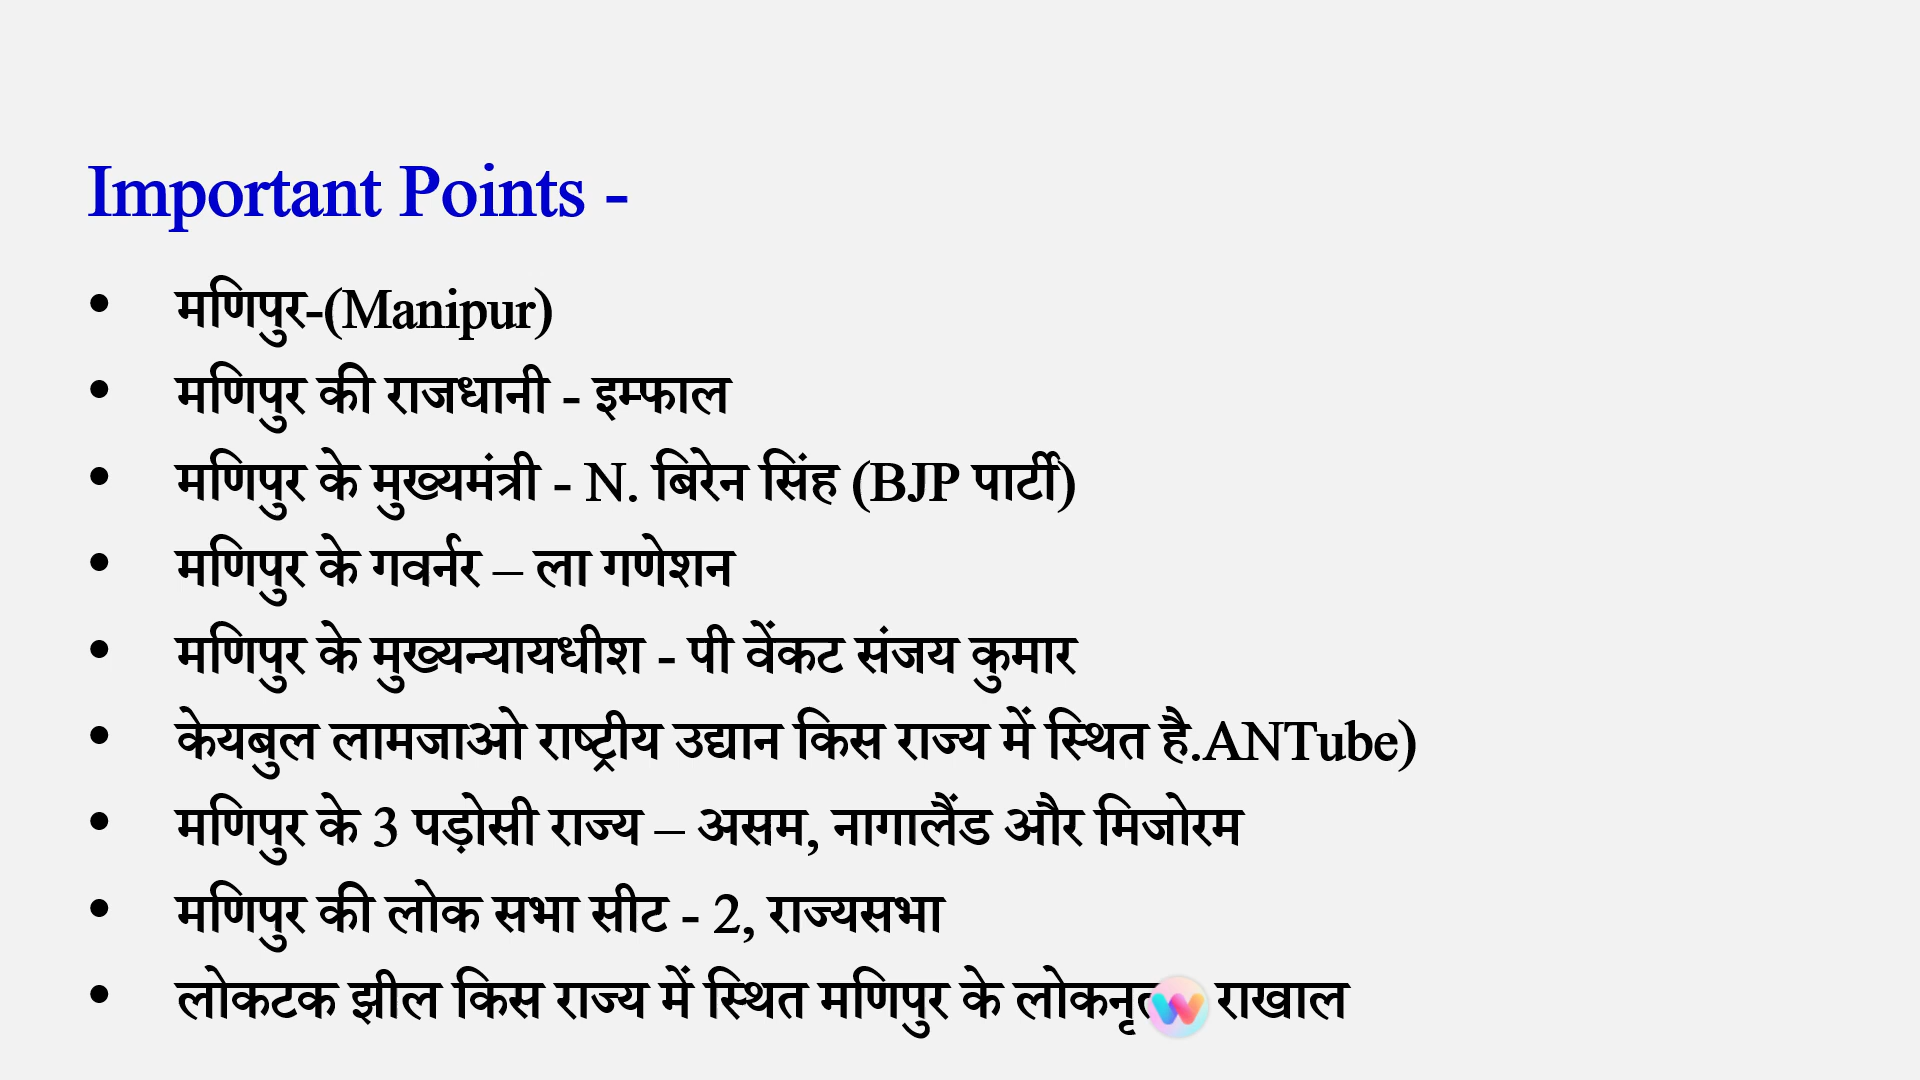 Important Points -
• मणिपुर-(Manipur)
• मणिपुर की राजधानी - इम्फाल
• मणिपुर के मुख्यमंत्री - N. बिरेन सिंह (BJP पार्टी)
• मणिपुर के गवर्नर – ला गणेशन
• मणिपुर के मुख्यन्यायधीश - पी वेंकट संजय कुमार
• केयबुल लामजाओ राष्ट्रीय उद्यान किस राज्य में स्थित है.ANTube)
• मणिपुर के 3 पड़ोसी राज्य – असम, नागालैंड और मिजोरम
• मणिपुर की लोक सभा सीट - 2, राज्यसभा
• लोकटक झील किस राज्य में स्थित मणिपुर के राखाल